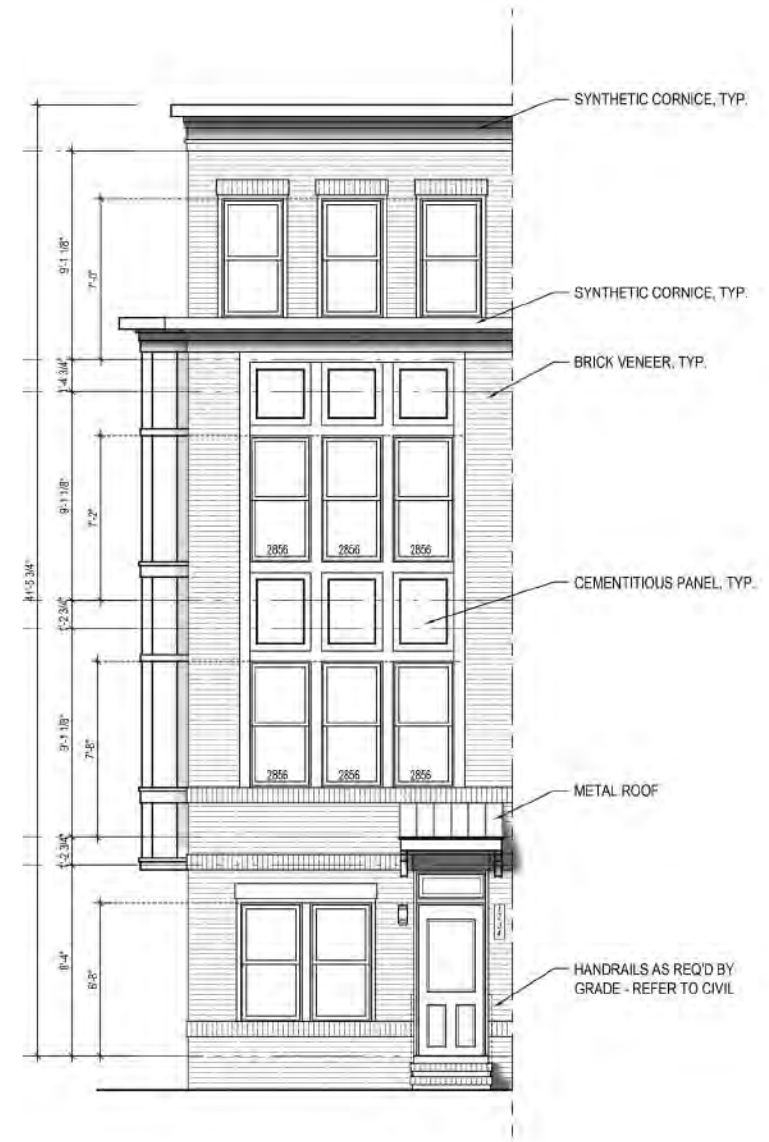 SYNTHETIC CORNICE, TYP.
9'-1 1/8"
7'-0"
SYNTHETIC CORNICE, TYP.
BRICK VENEER, TYP.
1'-4 3/4"
9'-1 1/8"
7'-2"
2856 2856 2856
41'-5 3/4"
CEMENTITIOUS PANEL, TYP.
1'-2 3/4"
9'-1 1/8"
7'-8"
2856 2856 2856
METAL ROOF
1'-2 3/4"
8'-4"
6'-8"
1234
HANDRAILS AS REQ'D BY
GRADE - REFER TO CIVIL